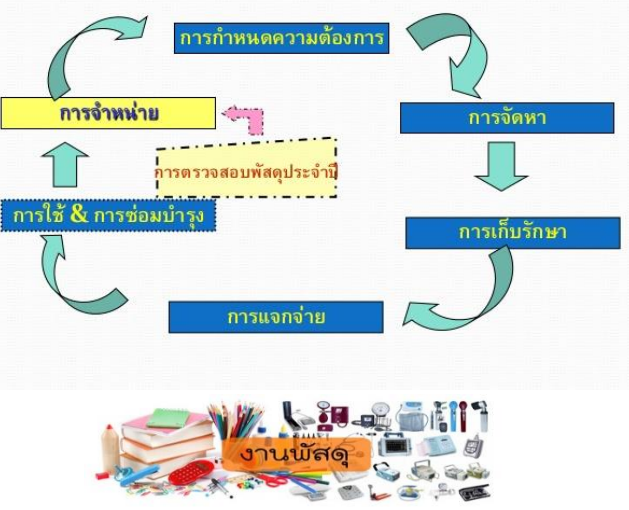 การกำหนดความต้องการ
การจัดหา
การเก็บรักษา
การแจกจ่าย
การใช้ & การซ่อมบำรุง
การจำหน่าย
การตรวจสอบพัสดุประจำปี
งานพัสดุ